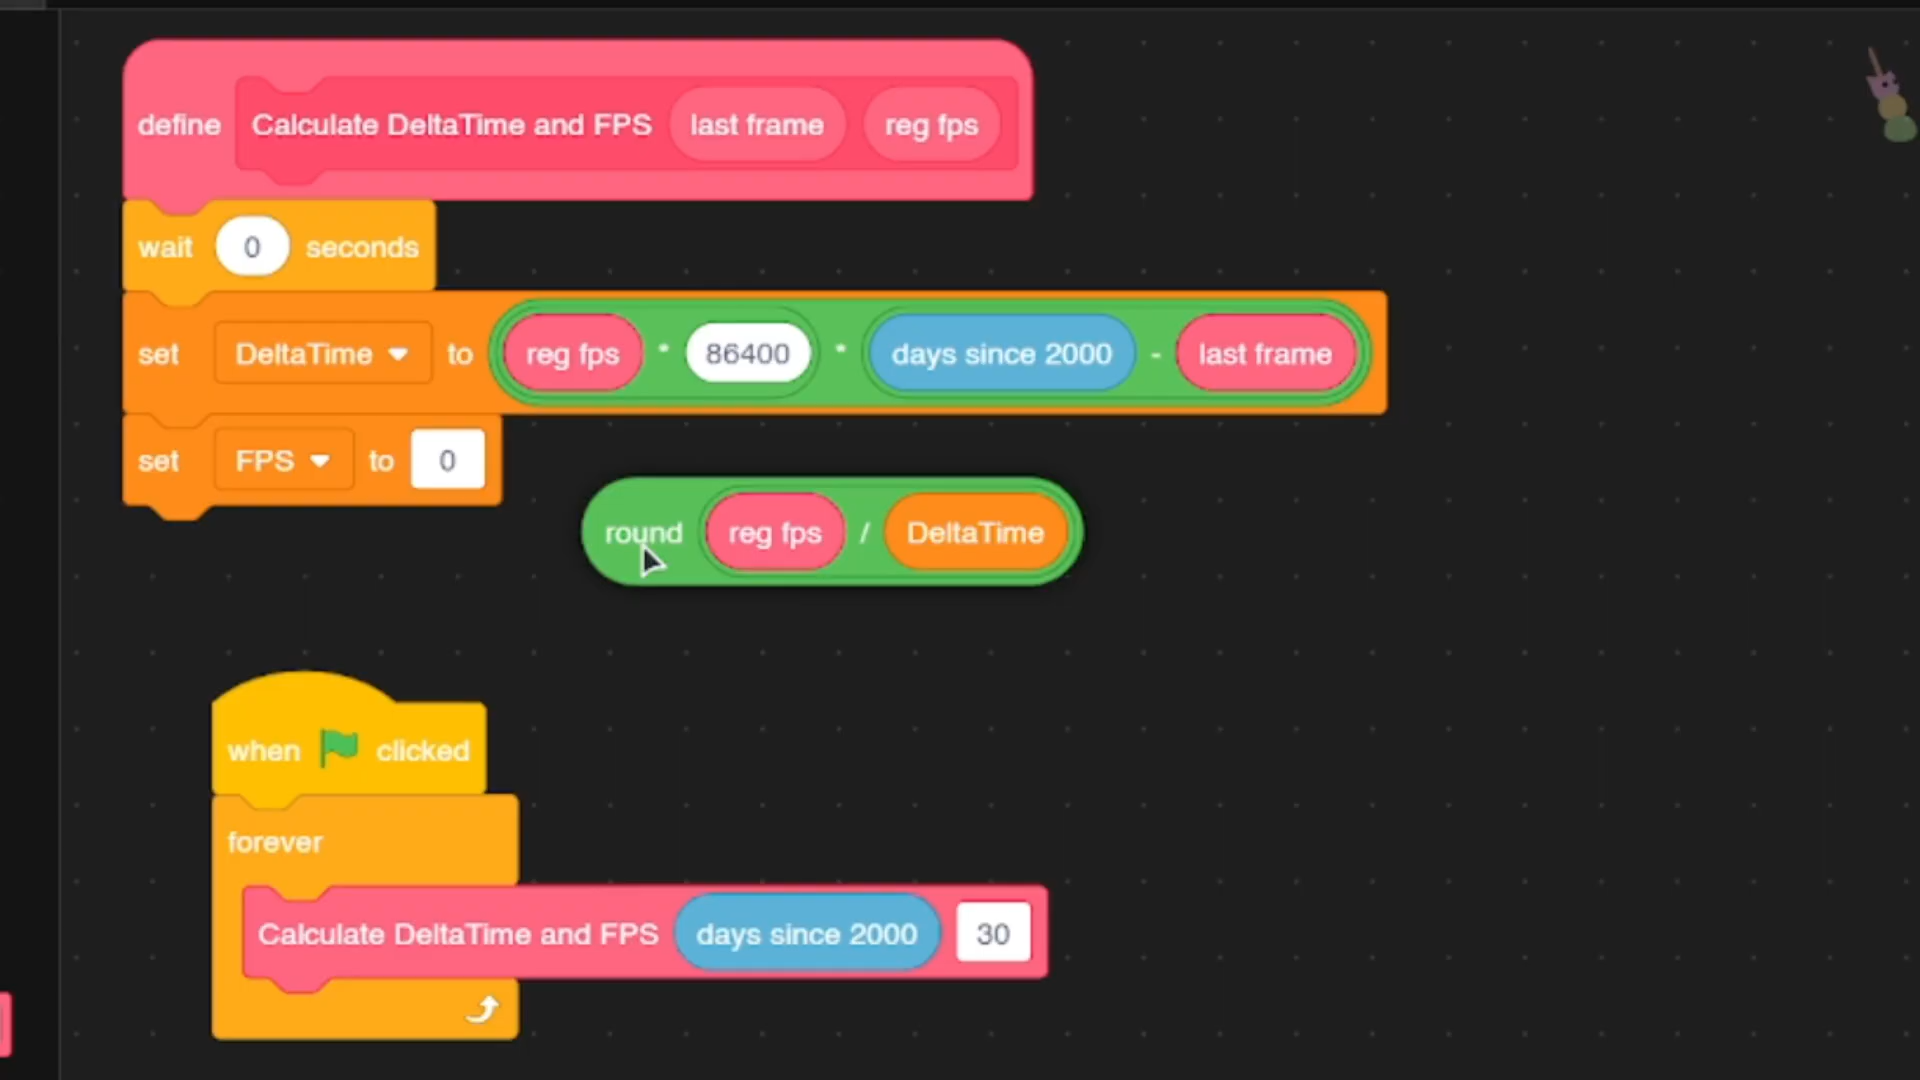 define Calculate DeltaTime and FPS last frame reg fps
wait 0 seconds
set DeltaTime to reg fps * 86400 * days since 2000 - last frame
set FPS to 0
round reg fps / DeltaTime
when clicked
forever
Calculate DeltaTime and FPS days since 2000 30